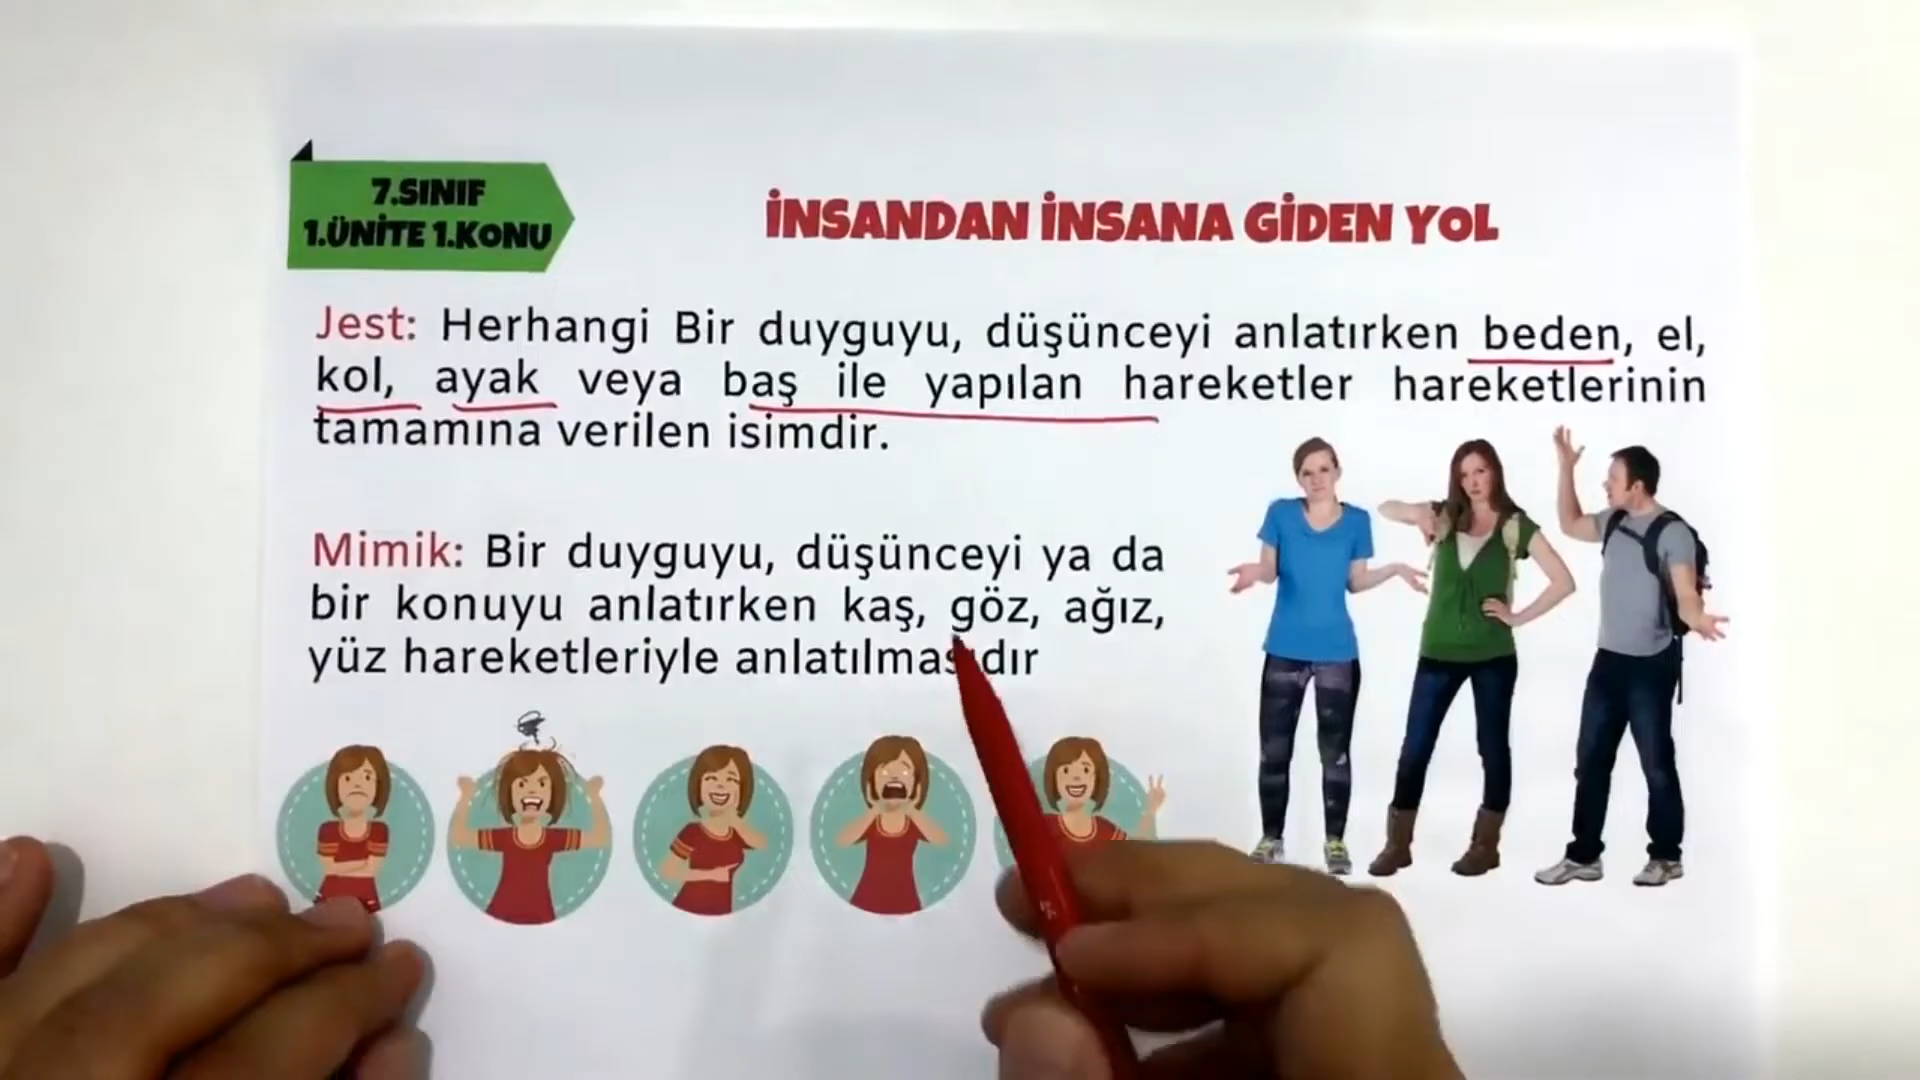 7.SINIF
1.ÜNİTE 1.KONU
İNSANDAN İNSANA GİDEN YOL
Jest: Herhangi Bir duyguyu, düşünceyi anlatırken beden, el,
kol, ayak veya baş ile yapılan hareketler hareketlerinin
tamamına verilen isimdir.
Mimik: Bir duyguyu, düşünceyi ya da
bir konuyu anlatırken kaş, göz, ağız,
yüz hareketleriyle anlatılmasıdır